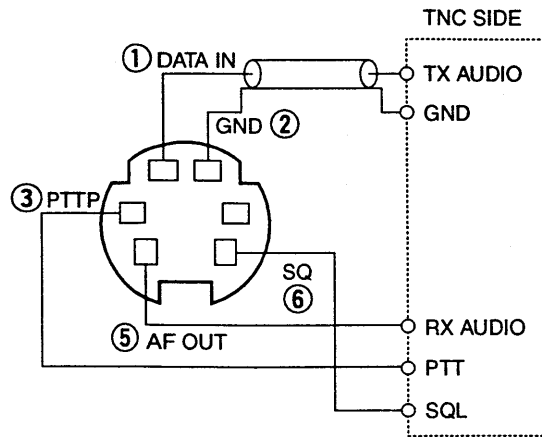 TNC SIDE
① DATA IN
TX AUDIO
GND ②
GND
③ PTTP
SQ
⑥
⑤ AF OUT
RX AUDIO
PTT
SQL